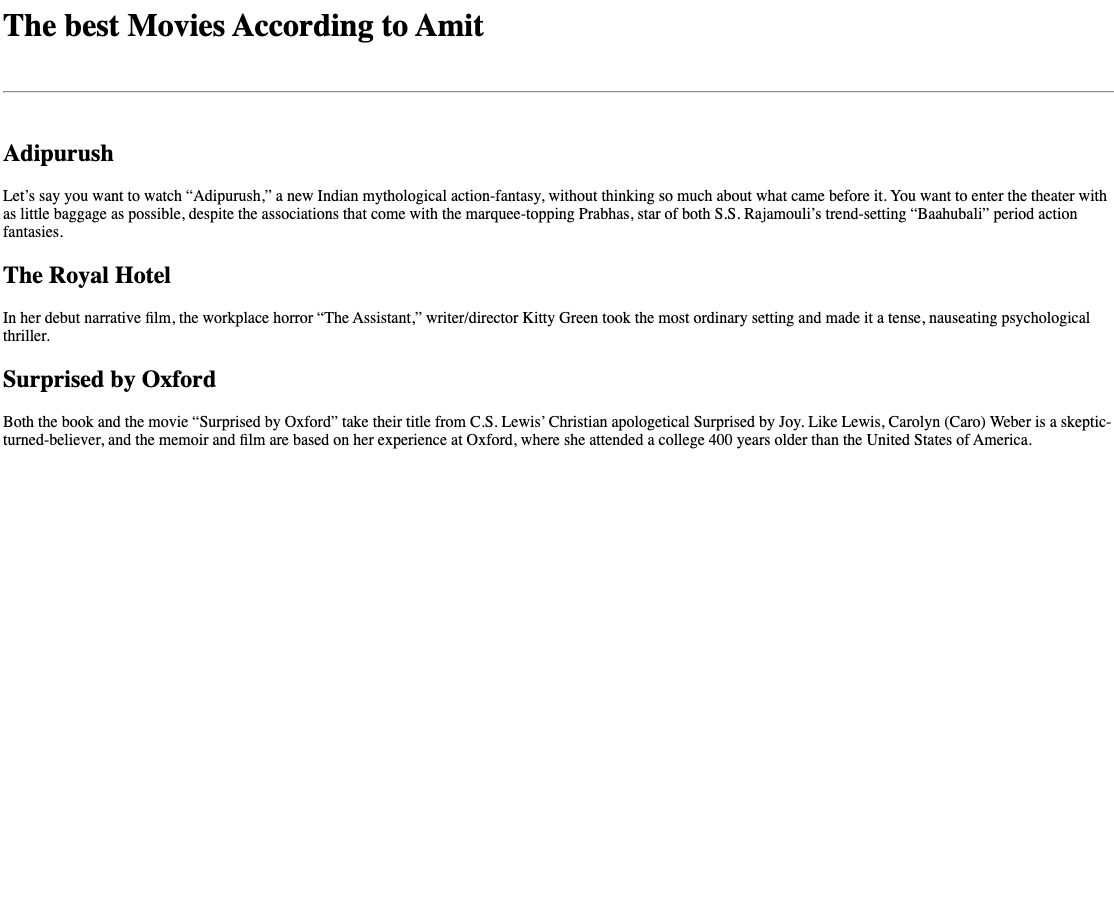 The best Movies According to Amit
Adipurush
Let’s say you want to watch “Adipurush,” a new Indian mythological action-fantasy, without thinking so much about what came before it. You want to enter the theater with
as little baggage as possible, despite the associations that come with the marquee-topping Prabhas, star of both S.S. Rajamouli’s trend-setting “Baahubali” period action
fantasies.
The Royal Hotel
In her debut narrative film, the workplace horror “The Assistant,” writer/director Kitty Green took the most ordinary setting and made it a tense, nauseating psychological
thriller.
Surprised by Oxford
Both the book and the movie “Surprised by Oxford” take their title from C.S. Lewis’ Christian apologetical Surprised by Joy. Like Lewis, Carolyn (Caro) Weber is a skeptic-
turned-believer, and the memoir and film are based on her experience at Oxford, where she attended a college 400 years older than the United States of America.